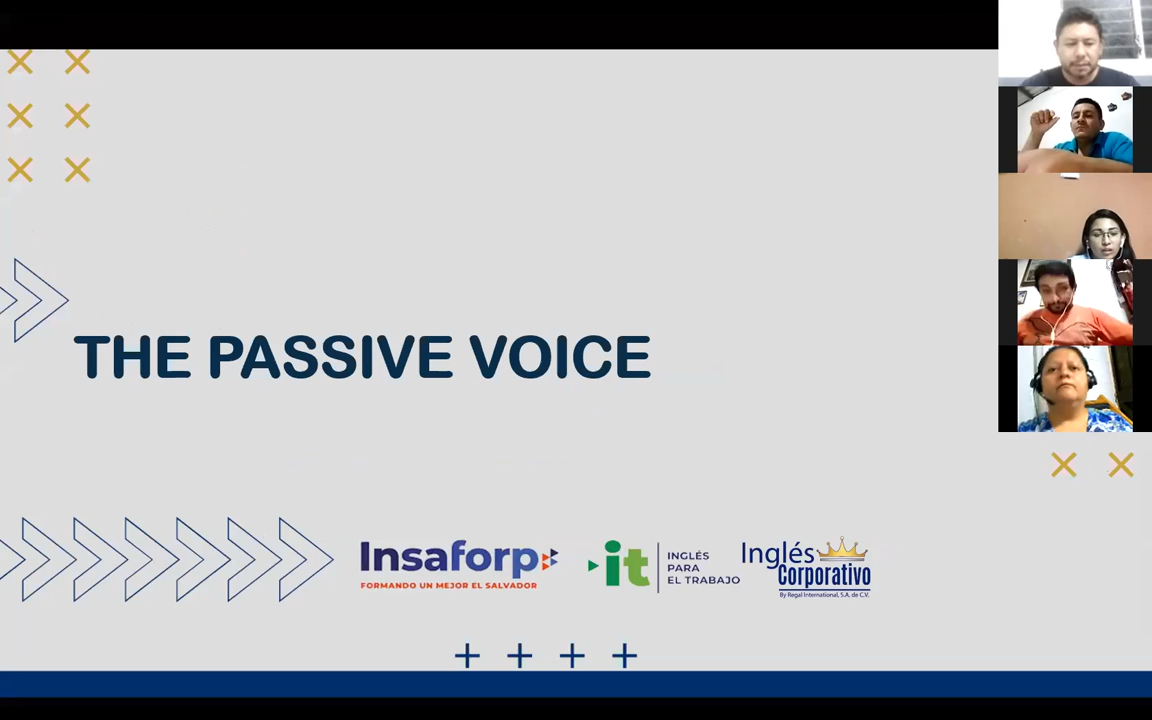 THE PASSIVE VOICE
Insaforp
FORMANDO UN MEJOR EL SALVADOR
it
INGLÉS
PARA
EL TRABAJO
Inglés
Corporativo
By Regal International, S.A. de C.V.